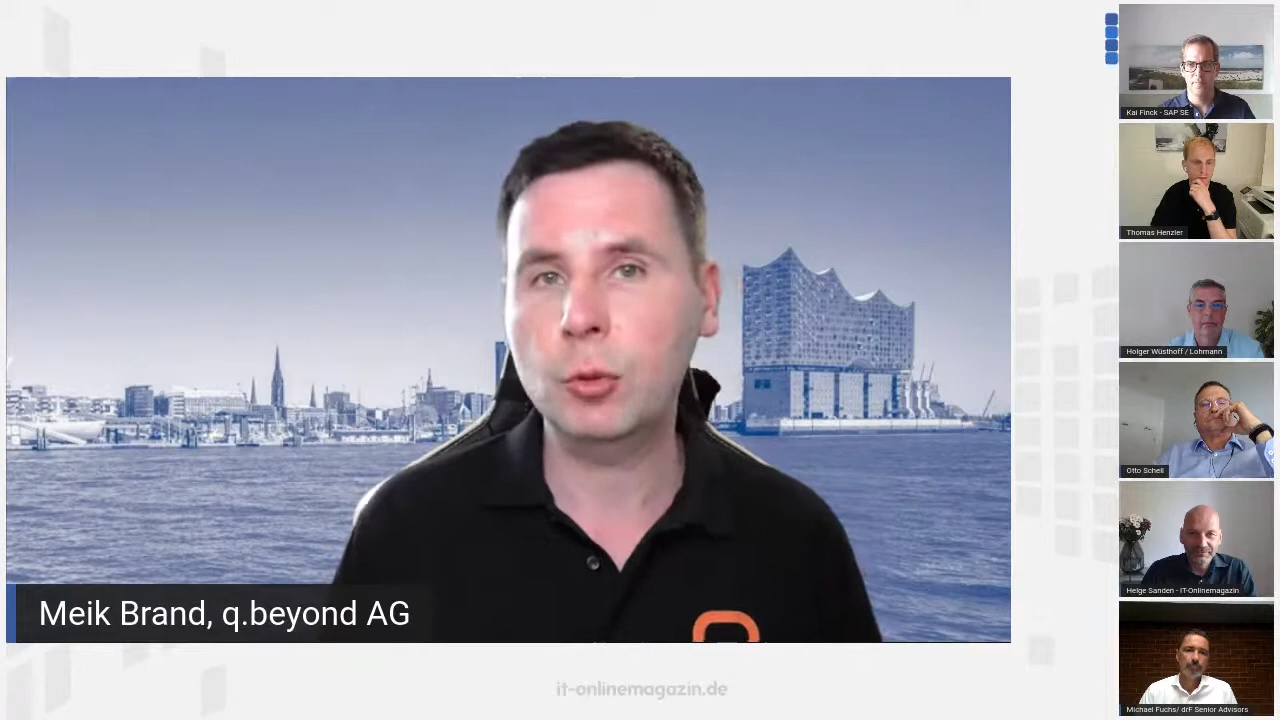 Kai Finck - SAP SE
Thomas Henzler
Holger Wüsthoff / Lohmann
Otto Schell
Helge Sanden - IT-Onlinemagazin
Michael Fuchs/ drF Senior Advisors
Meik Brand, q.beyond AG
it-onlinemagazin.de